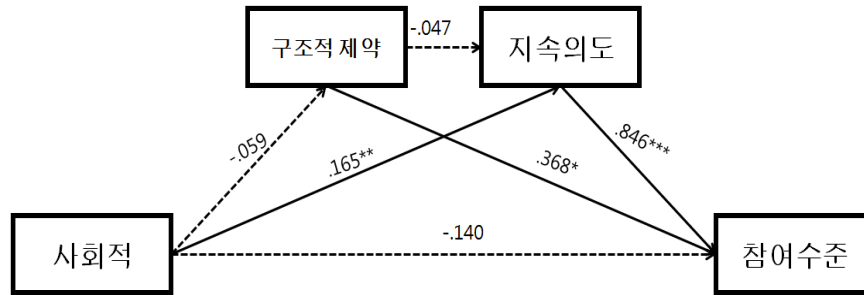 구조적 제약
-.047
지속의도
-.059
.165**
.368*
.846***
사회적
-.140
참여수준